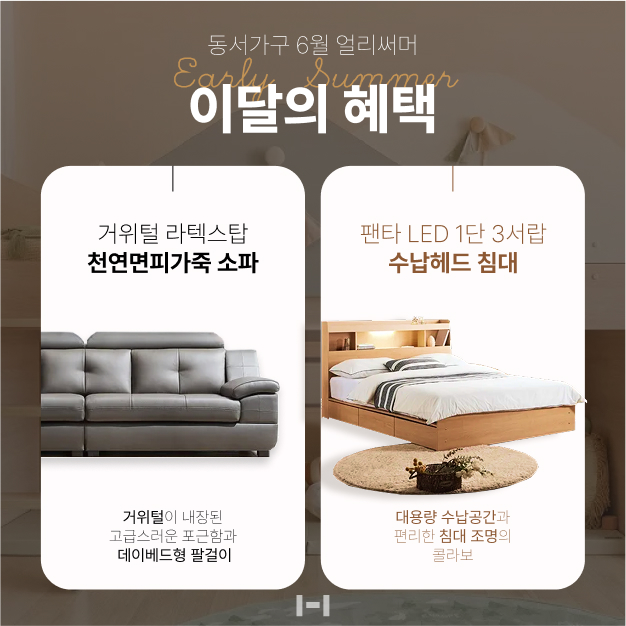 동서가구 6월 얼리써머
Early Summer
이달의 혜택
거위털 라텍스탑
천연면피가죽 소파
거위털이 내장된
고급스러운 포근함과
데이베드형 팔걸이
팬타 LED 1단 3서랍
수납헤드 침대
대용량 수납공간과
편리한 침대 조명의
콜라보